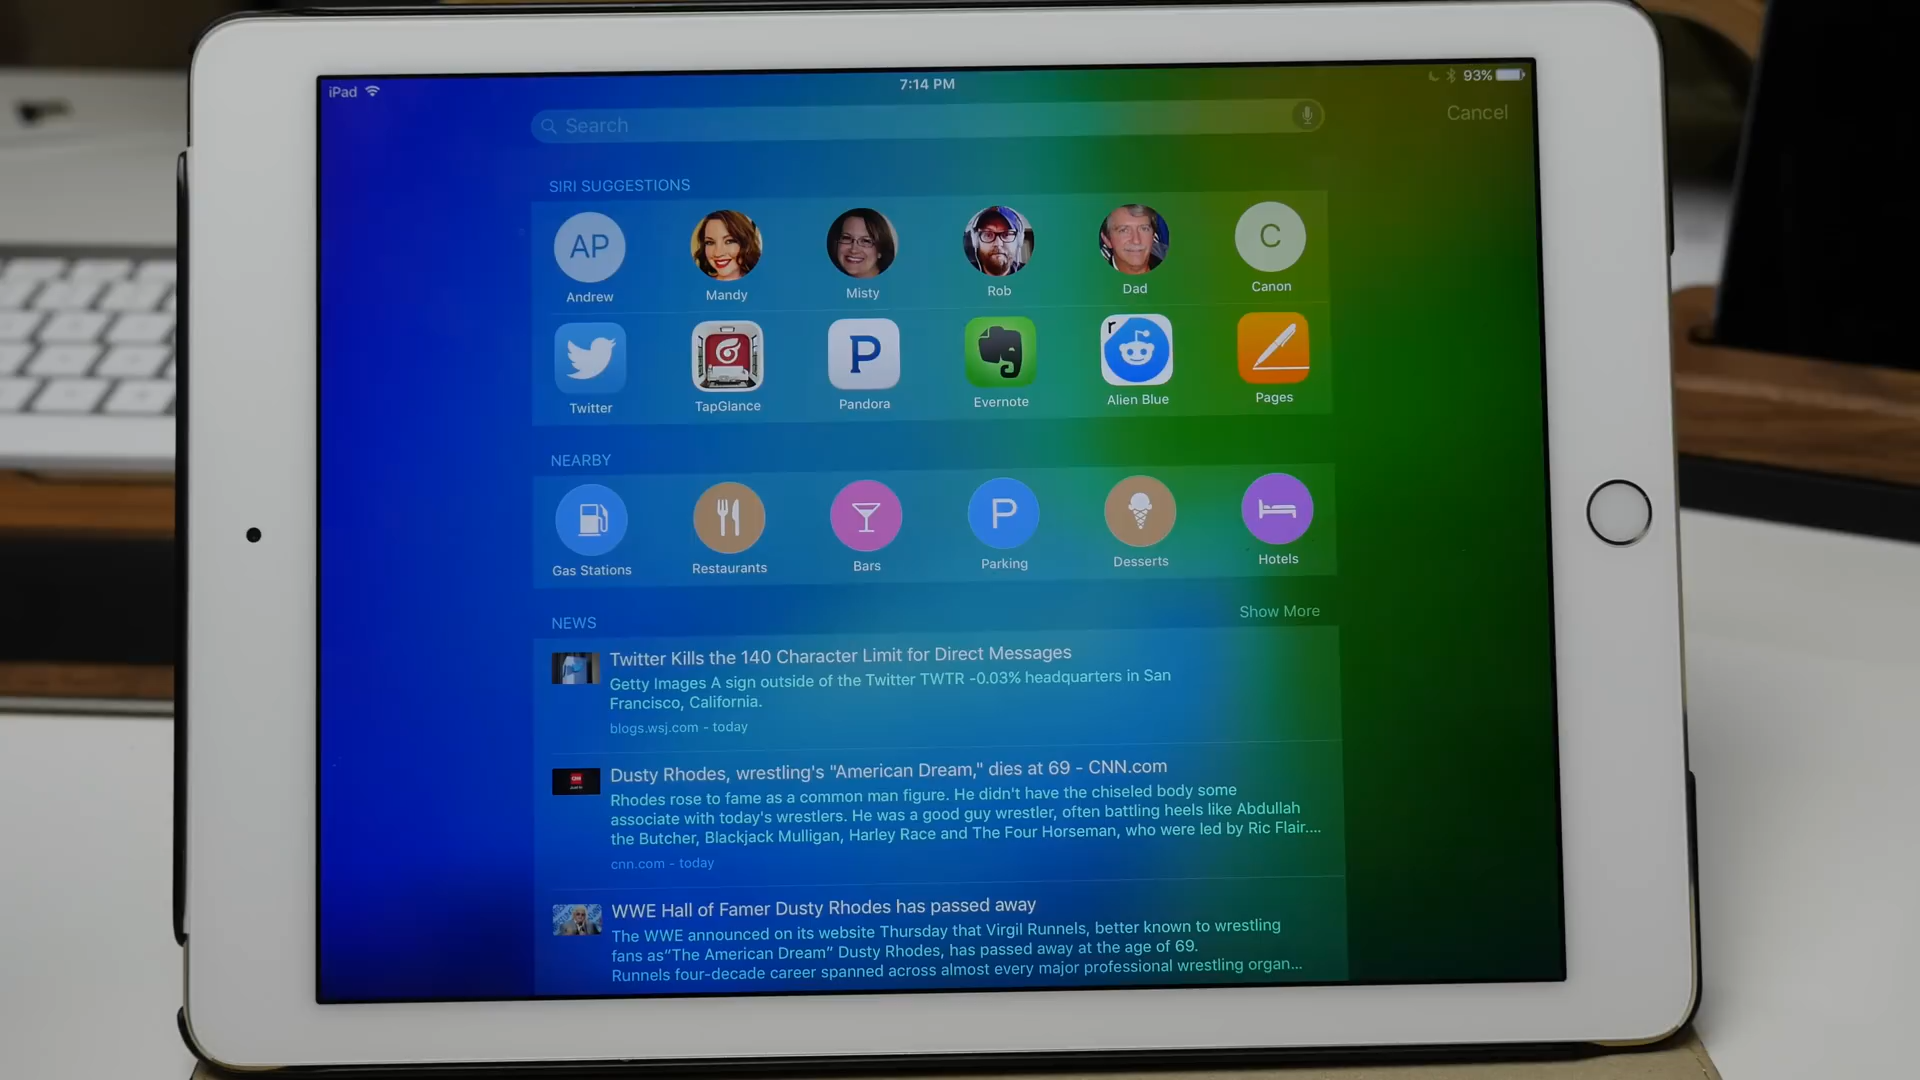 iPad
7:14 PM
93%
Search
Cancel
SIRI SUGGESTIONS
AP
C
Andrew
Mandy
Misty
Rob
Dad
Canon
P
r
Twitter
TapGlance
Pandora
Evernote
Alien Blue
Pages
NEARBY
P
Gas Stations
Restaurants
Bars
Parking
Desserts
Hotels
NEWS
Show More
Twitter Kills the 140 Character Limit for Direct Messages
Getty Images A sign outside of the Twitter TWTR -0.03% headquarters in San
Francisco, California.
blogs.wsj.com - today
Dusty Rhodes, wrestling's "American Dream," dies at 69 - CNN.com
Rhodes rose to fame as a common man figure. He didn't have the chiseled body some
associate with today's wrestlers. He was a good guy wrestler, often battling heels like Abdullah
the Butcher, Blackjack Mulligan, Harley Race and The Four Horseman, who were led by Ric Flair....
cnn.com - today
WWE Hall of Famer Dusty Rhodes has passed away
The WWE announced on its website Thursday that Virgil Runnels, better known to wrestling
fans as“The American Dream” Dusty Rhodes, has passed away at the age of 69.
Runnels four-decade career spanned across almost every major professional wrestling organ...